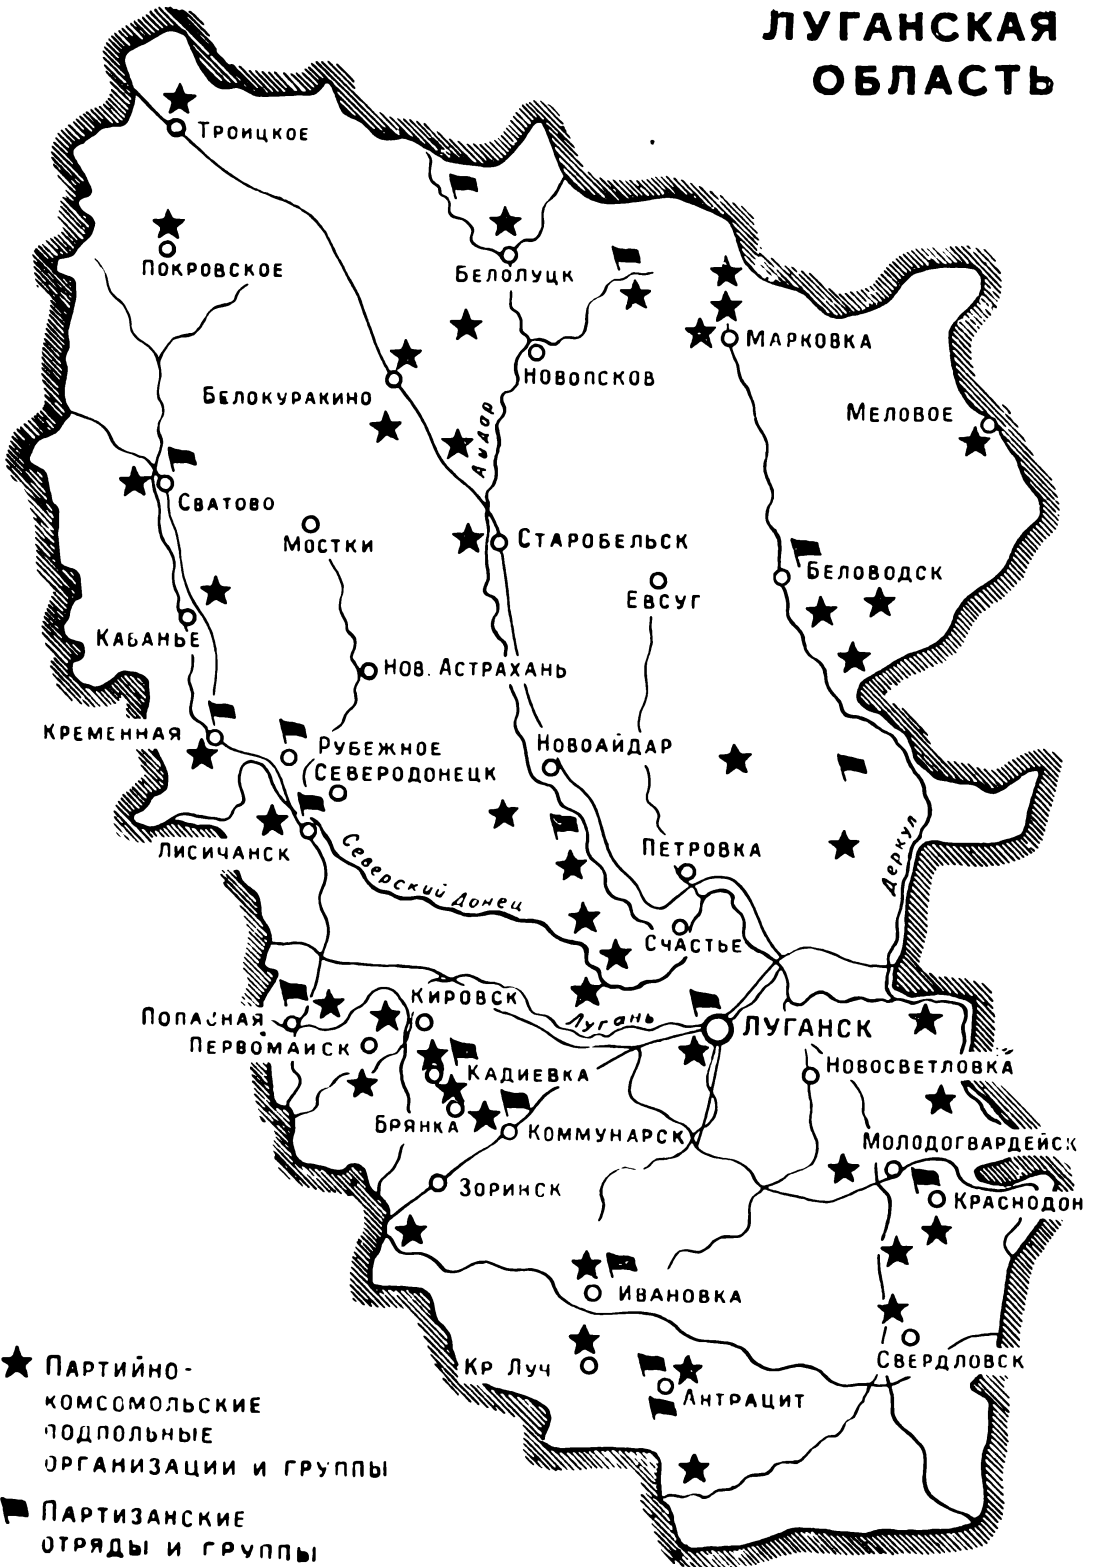 ЛУГАНСКАЯ
ОБЛАСТЬ
ТРОИЦКОЕ
ПОКРОВСКОЕ
БЕЛОЛУЦК
МАРКОВКА
НОВОПСКОВ
БЕЛОКУРАКИНО
МЕЛОВОЕ
Айдар
СВАТОВО
МОСТКИ
СТАРОБЕЛЬСК
БЕЛОВОДСК
ЕВСУГ
КАБАНЬЕ
НОВ. АСТРАХАНЬ
КРЕМЕННАЯ
РУБЕЖНОЕ
НОВОАЙДАР
СЕВЕРОДОНЕЦК
ЛИСИЧАНСК
Северский Донец
ПЕТРОВКА
Деркул
СЧАСТЬЕ
КИРОВСК
ПОПАСНАЯ
Лугань
ЛУГАНСК
ПЕРВОМАИСК
НОВОСВЕТЛОВКА
КАДИЕВКА
БРЯНКА
КОММУНАРСК
МОЛОДОГВАРДЕЙСК
ЗОРИНСК
КРАСНОДОН
ИВАНОВКА
КР ЛУЧ
СВЕРДЛОВСК
АНТРАЦИТ
ПАРТИЙНО-
КОМСОМОЛЬСКИЕ
ПОДПОЛЬНЫЕ
ОРГАНИЗАЦИИ И ГРУППЫ
ПАРТИЗАНСКИЕ
ОТРЯДЫ И ГРУППЫ